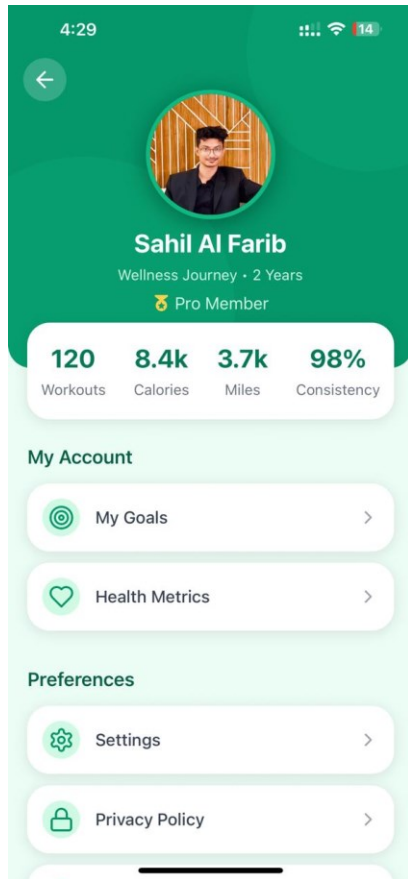 4:29
14
Sahil Al Farib
Wellness Journey • 2 Years
Pro Member
120 8.4k 3.7k 98%
Workouts Calories Miles Consistency
My Account
My Goals
Health Metrics
Preferences
Settings
Privacy Policy